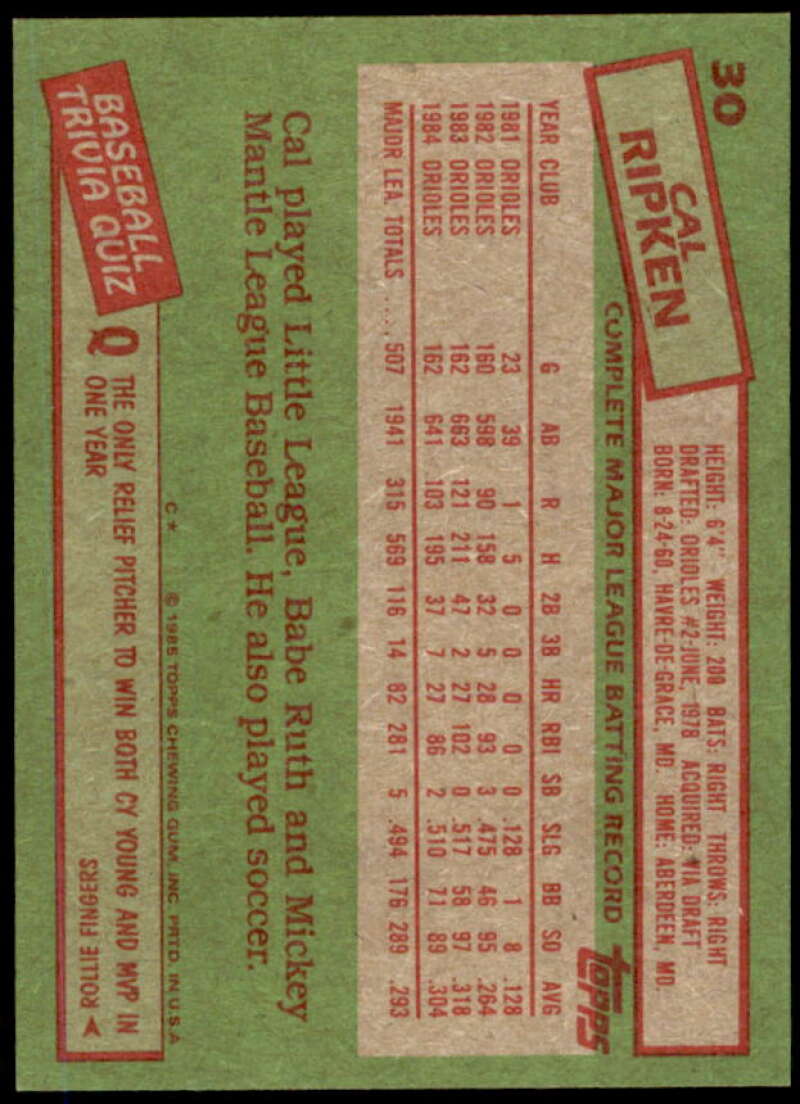 30
CAL
RIPKEN
HEIGHT: 6'4" WEIGHT: 200 BATS: RIGHT THROWS: RIGHT
DRAFTED: ORIOLES #2-JUNE, 1978 ACQUIRED: VIA DRAFT
BORN: 8-24-60, HAVRE-DE-GRACE, MD. HOME: ABERDEEN, MD.
COMPLETE MAJOR LEAGUE BATTING RECORD topps
YEAR CLUB G AB R H 2B 3B HR RBI SB SLG BB SO AVG
1981 ORIOLES 23 39 1 5 0 0 0 0 0 .128 1 8 .128
1982 ORIOLES 160 598 90 158 32 5 28 93 3 .475 46 95 .264
1983 ORIOLES 162 663 121 211 47 2 27 102 0 .517 58 97 .318
1984 ORIOLES 162 641 103 195 37 7 27 86 2 .510 71 89 .304
MAJOR LEA. TOTALS .... 507 1941 315 569 116 14 82 281 5 .494 176 289 .293
Cal played Little League, Babe Ruth and Mickey
Mantle League Baseball. He also played soccer.
C* © 1985 TOPPS CHEWING GUM, INC. PRTD. IN U.S.A
BASEBALL
TRIVIA QUIZ
Q THE ONLY RELIEF PITCHER TO WIN BOTH CY YOUNG AND MVP IN
ONE YEAR
ROLLIE FINGERS